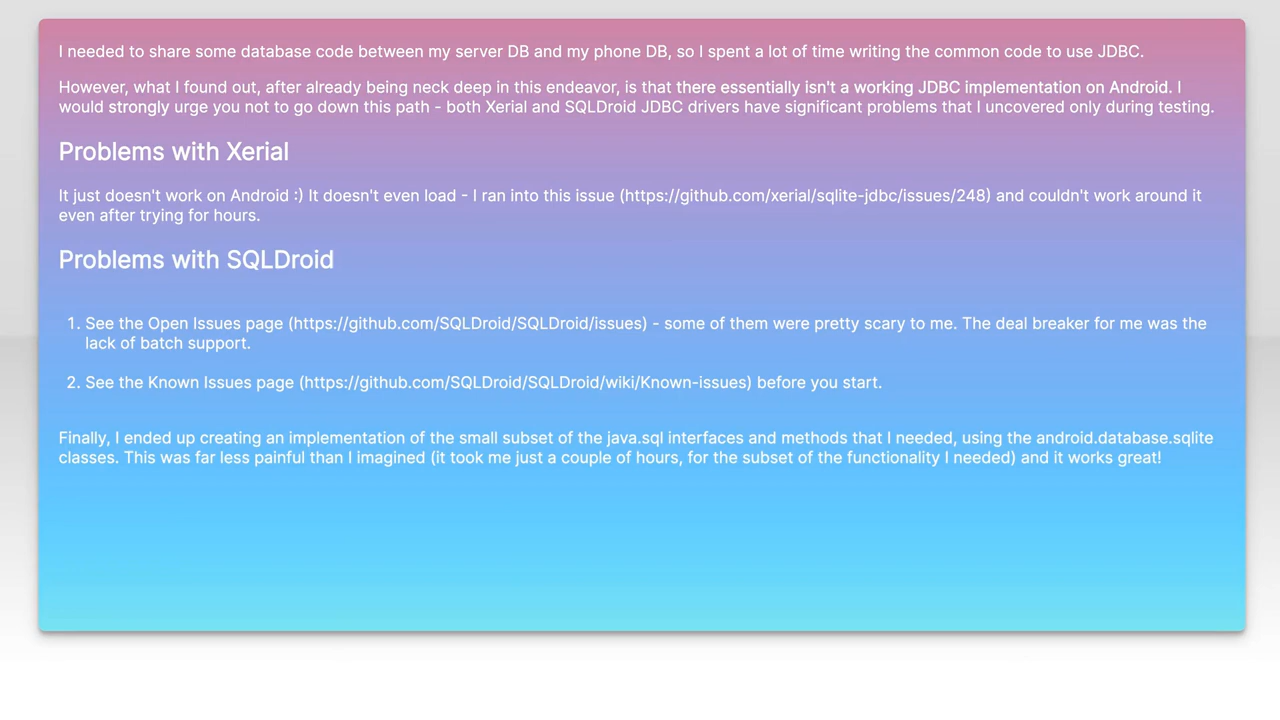 I needed to share some database code between my server DB and my phone DB, so I spent a lot of time writing the common code to use JDBC.
However, what I found out, after already being neck deep in this endeavor, is that there essentially isn't a working JDBC implementation on Android. I
would strongly urge you not to go down this path - both Xerial and SQLDroid JDBC drivers have significant problems that I uncovered only during testing.
Problems with Xerial
It just doesn't work on Android :) It doesn't even load - I ran into this issue (https://github.com/xerial/sqlite-jdbc/issues/248) and couldn't work around it
even after trying for hours.
Problems with SQLDroid
1. See the Open Issues page (https://github.com/SQLDroid/SQLDroid/issues) - some of them were pretty scary to me. The deal breaker for me was the
lack of batch support.
2. See the Known Issues page (https://github.com/SQLDroid/SQLDroid/wiki/Known-issues) before you start.
Finally, I ended up creating an implementation of the small subset of the java.sql interfaces and methods that I needed, using the android.database.sqlite
classes. This was far less painful than I imagined (it took me just a couple of hours, for the subset of the functionality I needed) and it works great!